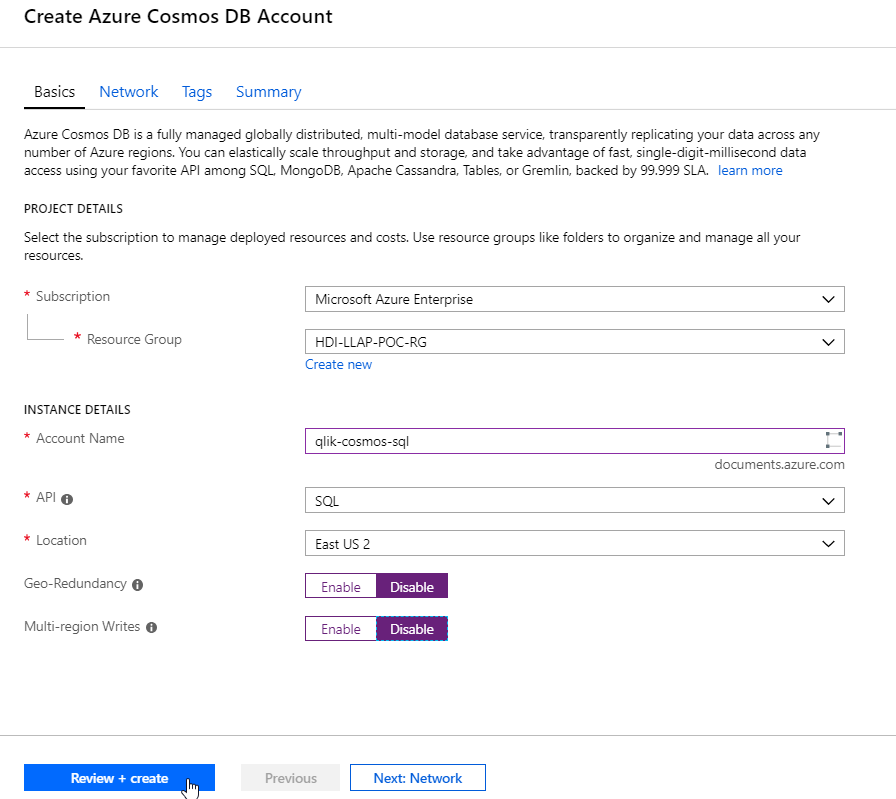 Create Azure Cosmos DB Account
Basics Network Tags Summary
Azure Cosmos DB is a fully managed globally distributed, multi-model database service, transparently replicating your data across any
number of Azure regions. You can elastically scale throughput and storage, and take advantage of fast, single-digit-millisecond data
access using your favorite API among SQL, MongoDB, Apache Cassandra, Tables, or Gremlin, backed by 99.999 SLA. learn more
PROJECT DETAILS
Select the subscription to manage deployed resources and costs. Use resource groups like folders to organize and manage all your
resources.
* Subscription Microsoft Azure Enterprise
* Resource Group HDI-LLAP-POC-RG
Create new
INSTANCE DETAILS
* Account Name qlik-cosmos-sql
documents.azure.com
* API SQL
* Location East US 2
Geo-Redundancy Enable Disable
Multi-region Writes Enable Disable
Review + create Previous Next: Network